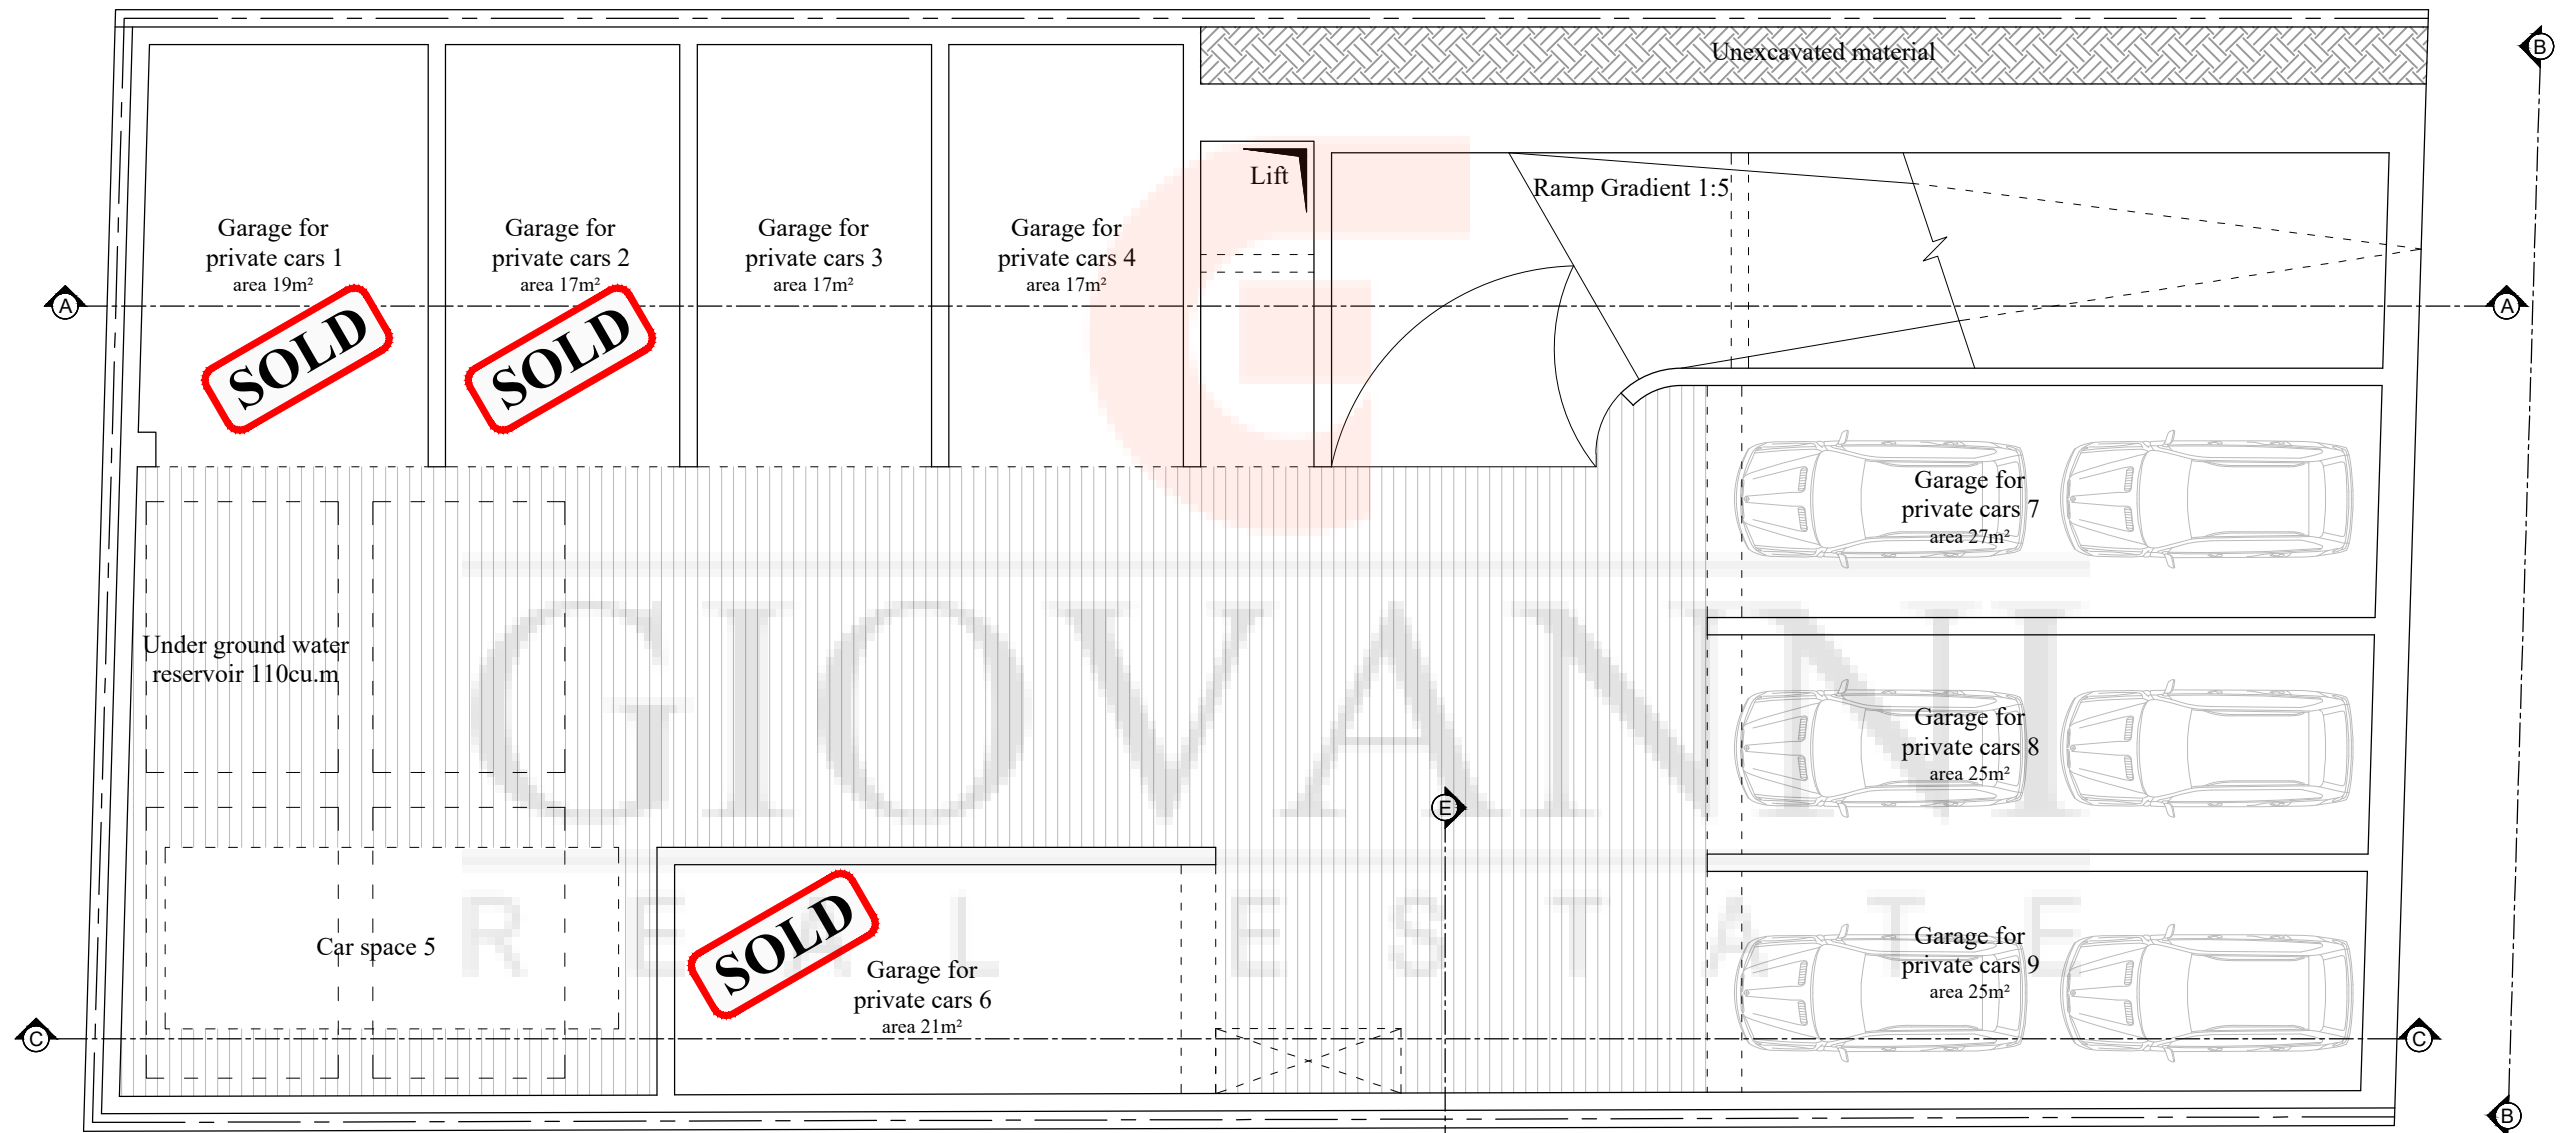 Unexcavated material
B
Lift
Ramp Gradient 1:5
Garage for
private cars 1
area 19m²
Garage for
private cars 2
area 17m²
Garage for
private cars 3
area 17m²
Garage for
private cars 4
area 17m²
A
A
SOLD
SOLD
Garage for
private cars 7
area 27m²
Under ground water
reservoir 110cu.m
GIOVANNI
REAL ESTATE
Garage for
private cars 8
area 25m²
E
Car space 5
SOLD
Garage for
private cars 6
area 21m²
Garage for
private cars 9
area 25m²
C
C
B